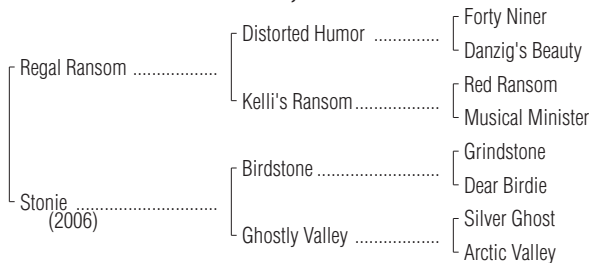 Forty Niner
Distorted Humor ..............
Danzig's Beauty
Regal Ransom ..................
Red Ransom
Kelli's Ransom..................
Musical Minister
Grindstone
Birdstone .........................
Dear Birdie
Stonie ..............................
(2006)
Silver Ghost
Ghostly Valley ..................
Arctic Valley